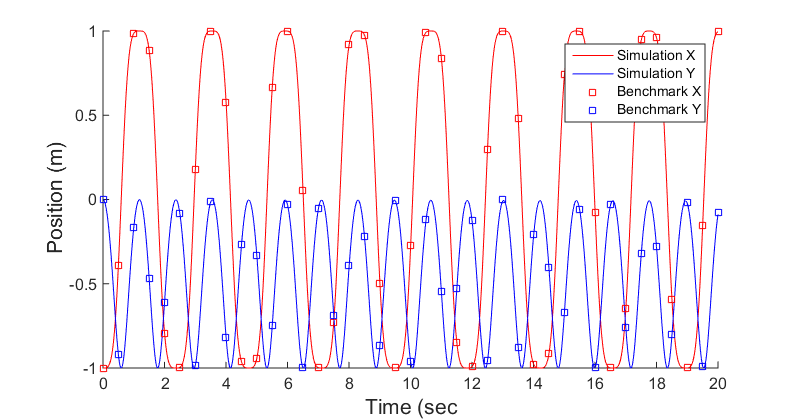 1
0.5
0
-0.5
-1
Position (m)
0 2 4 6 8 10 12 14 16 18 20
Time (sec
Simulation X
Simulation Y
Benchmark X
Benchmark Y